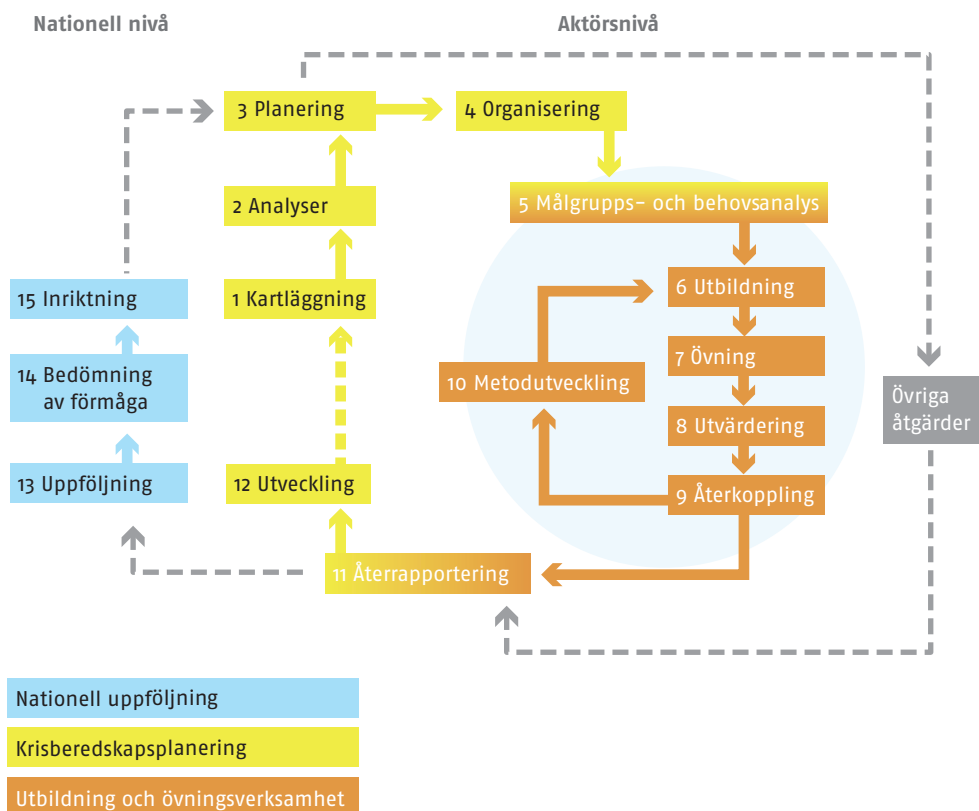 Nationell nivå
Aktörsnivå
3 Planering
4 Organisering
2 Analyser
5 Målgrupps- och behovsanalys
15 Inriktning
1 Kartläggning
6 Utbildning
7 Övning
14 Bedömning
av förmåga
10 Metodutveckling
8 Utvärdering
Övriga
åtgärder
13 Uppföljning
12 Utveckling
9 Återkoppling
11 Återrapportering
Nationell uppföljning
Krisberedskapsplanering
Utbildning och övningsverksamhet